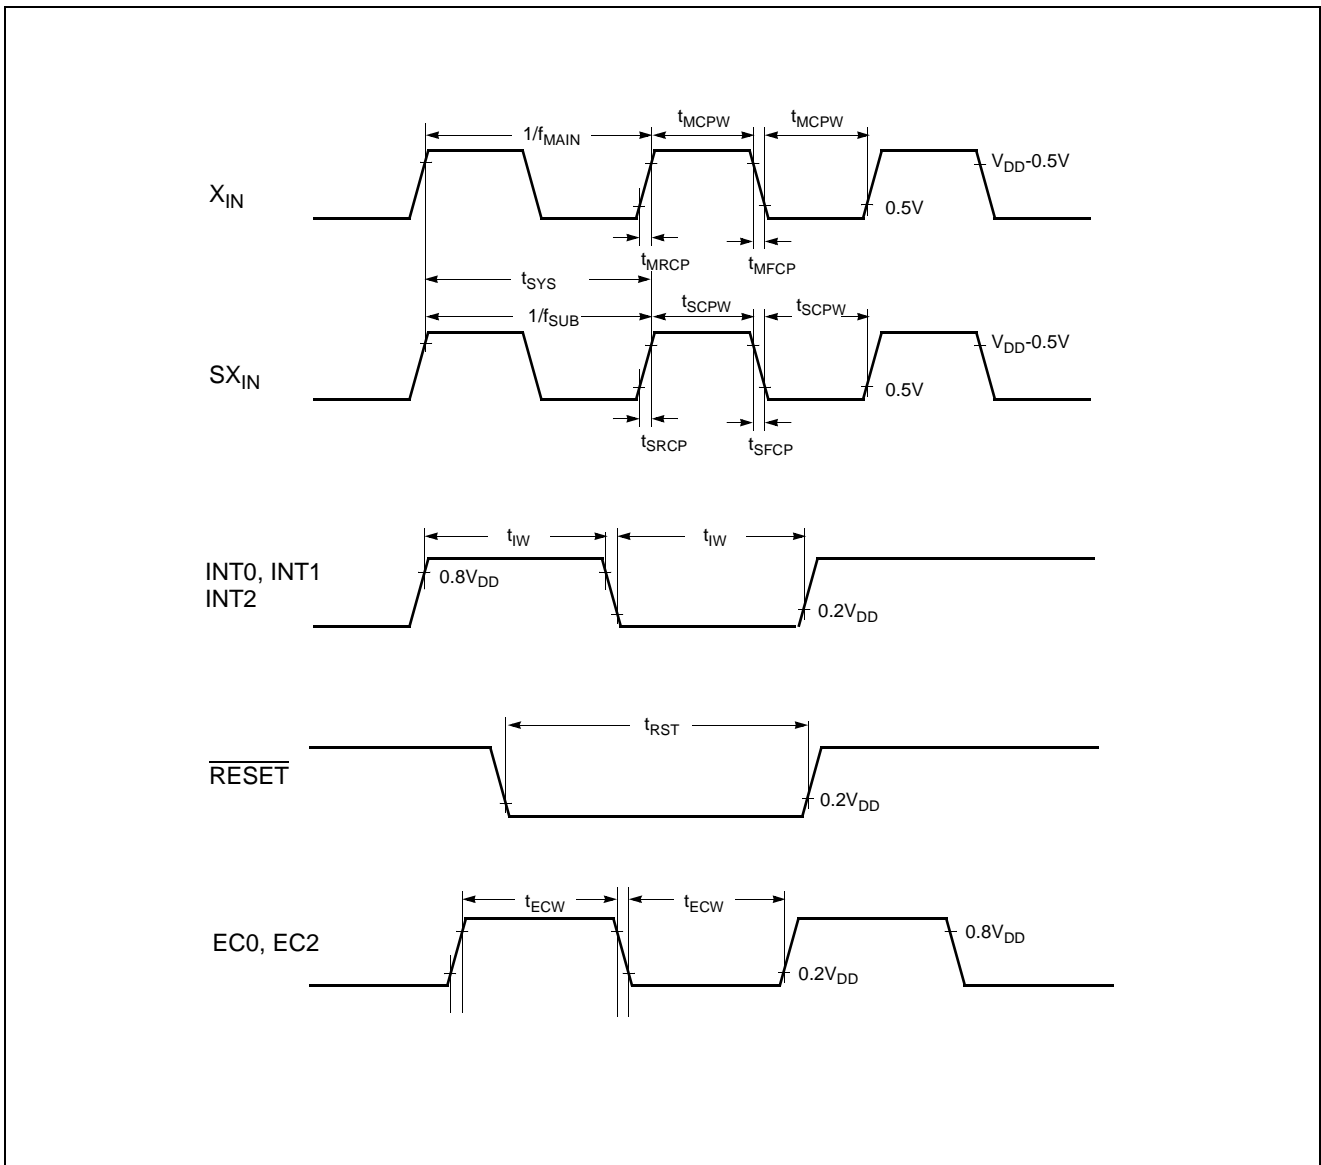 tMCPW tMCPW
1/fMAIN
VDD-0.5V
XIN
0.5V
tMRCP tMFCP
tSYS
tSCPW tSCPW
1/fSUB
VDD-0.5V
SXIN
0.5V
tSRCP tSFCP
tIW tIW
INT0, INT1
INT2
0.8VDD
0.2VDD
tRST
RESET
0.2VDD
tECW tECW
EC0, EC2
0.8VDD
0.2VDD